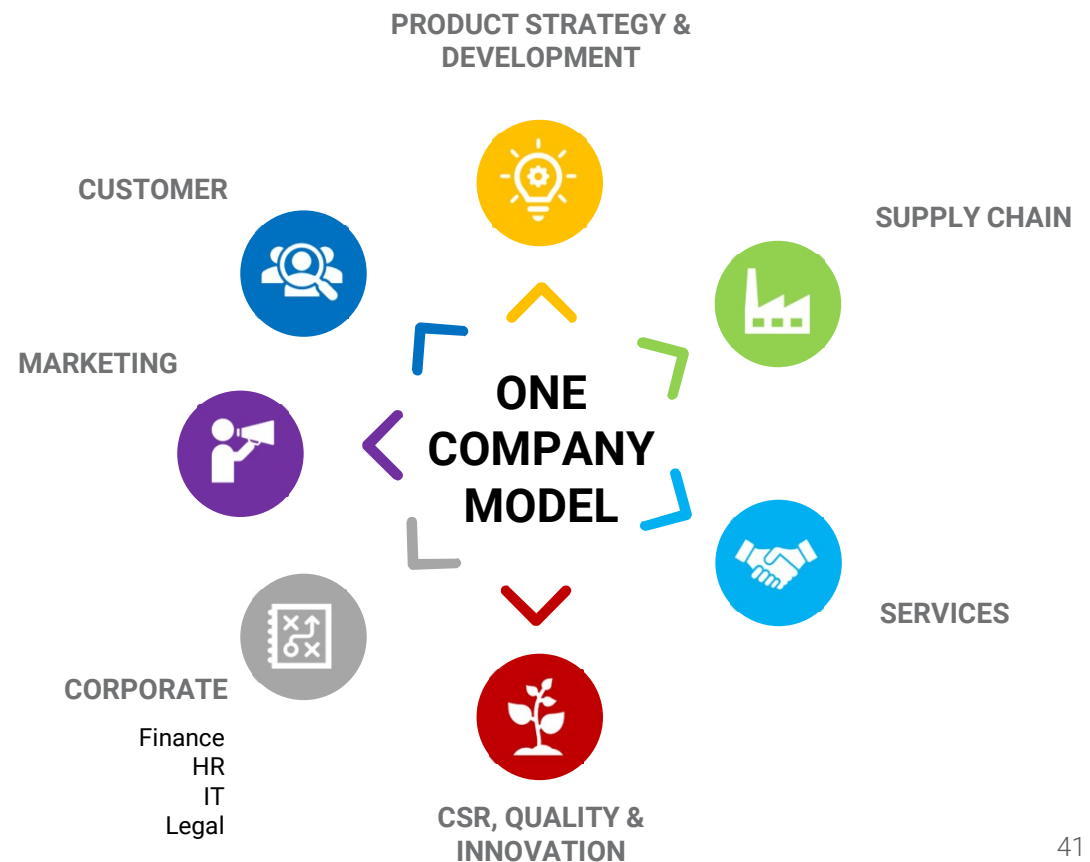 PRODUCT STRATEGY &
DEVELOPMENT
CUSTOMER
SUPPLY CHAIN
MARKETING
ONE
COMPANY
MODEL
SERVICES
CORPORATE
Finance
HR
IT
Legal
CSR, QUALITY &
INNOVATION
41